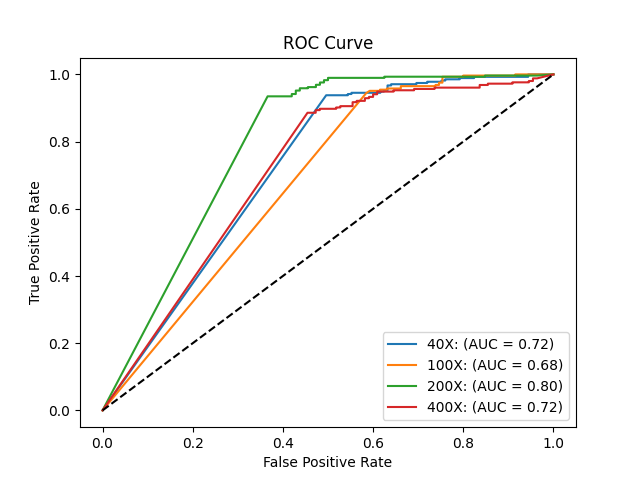 ROC Curve
1.0
0.8
0.6
0.4
0.2
0.0
True Positive Rate
0.0 0.2 0.4 0.6 0.8 1.0
False Positive Rate
40X: (AUC = 0.72)
100X: (AUC = 0.68)
200X: (AUC = 0.80)
400X: (AUC = 0.72)